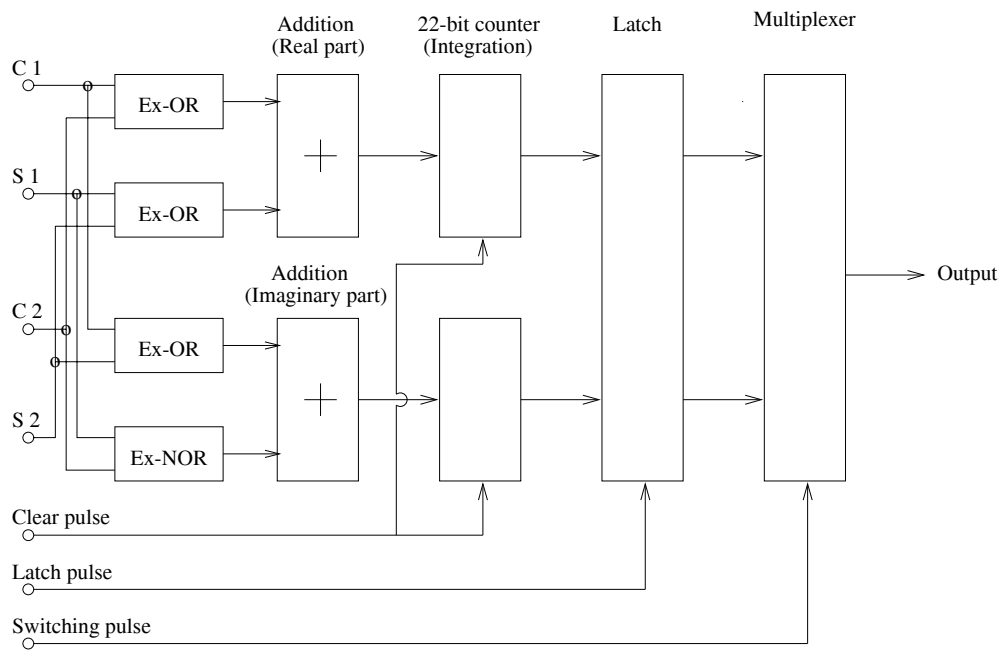 Addition
(Real part)
22-bit counter
(Integration)
Latch
Multiplexer
C 1
Ex-OR
S 1
Ex-OR
Addition
(Imaginary part)
Output
C 2
Ex-OR
S 2
Ex-NOR
Clear pulse
Latch pulse
Switching pulse